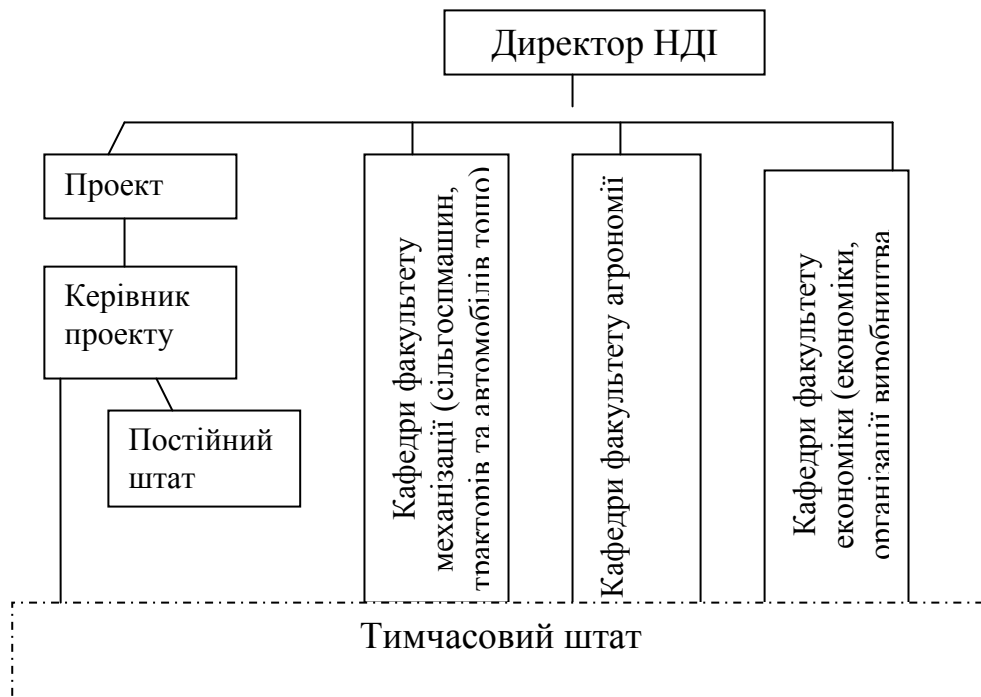 Директор НДІ
Проект
Керівник
проекту
Постійний
штат
Кафедри факультету
механізації (сільгоспмашин,
тракторів та автомобілів тощо)
Кафедри факультету агрономії
Кафедри факультету
економіки (економіки,
організації виробництва
Тимчасовий штат